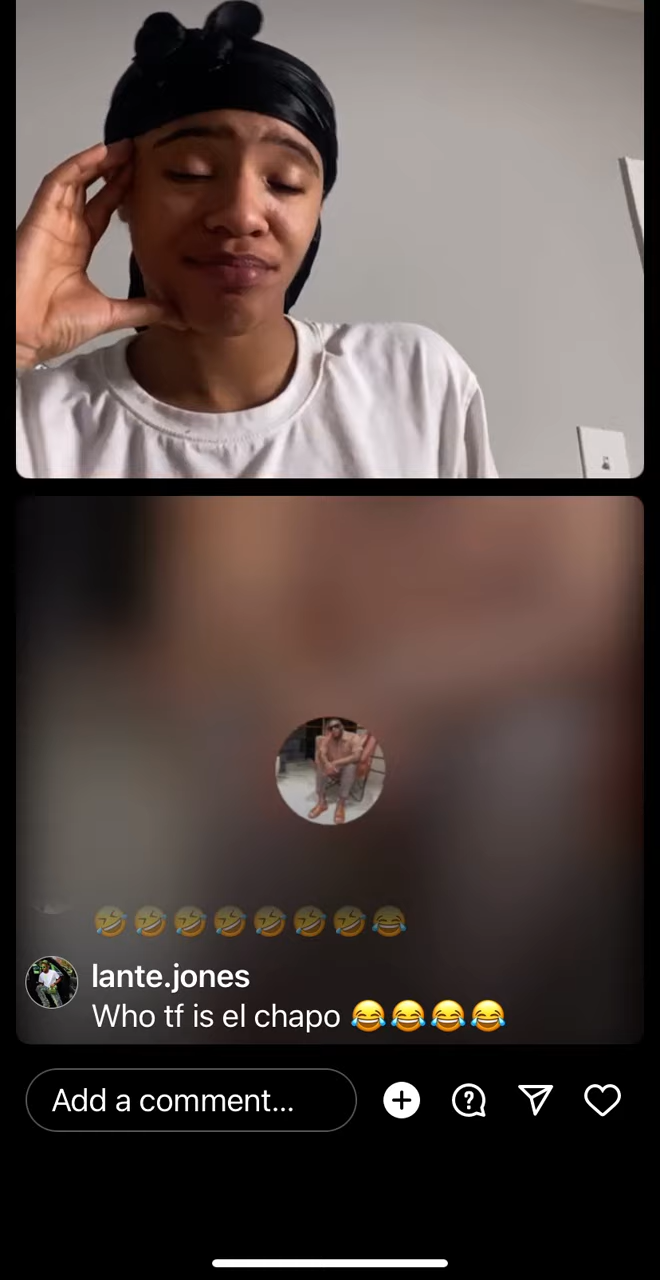 🤣🤣🤣🤣🤣🤣🤣😂
lante.jones
Who tf is el chapo 😂😂😂😂
Add a comment...